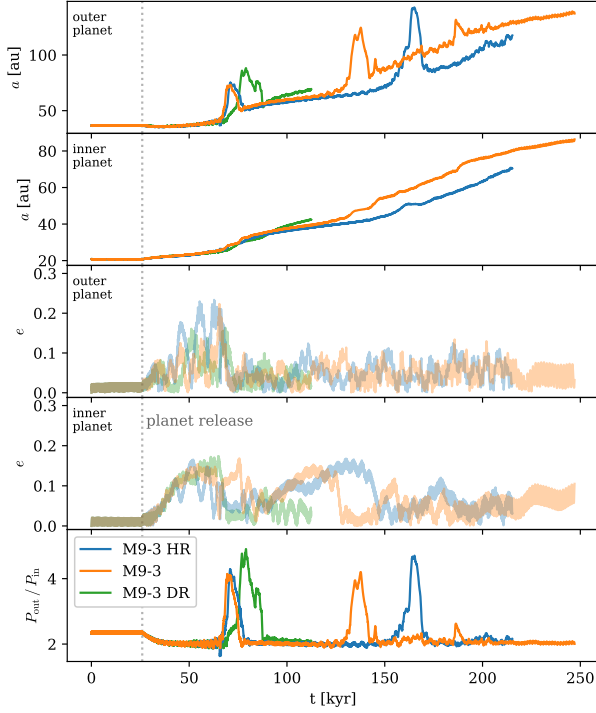 outer
planet
100
50
a [au]
inner
planet
80
60
40
20
a [au]
outer
planet
0.3
0.2
0.1
0.0
e
inner
planet
planet release
0.3
0.2
0.1
0.0
e
M9-3 HR
M9-3
M9-3 DR
4
2
P_out / P_in
0 50 100 150 200 250
t [kyr]